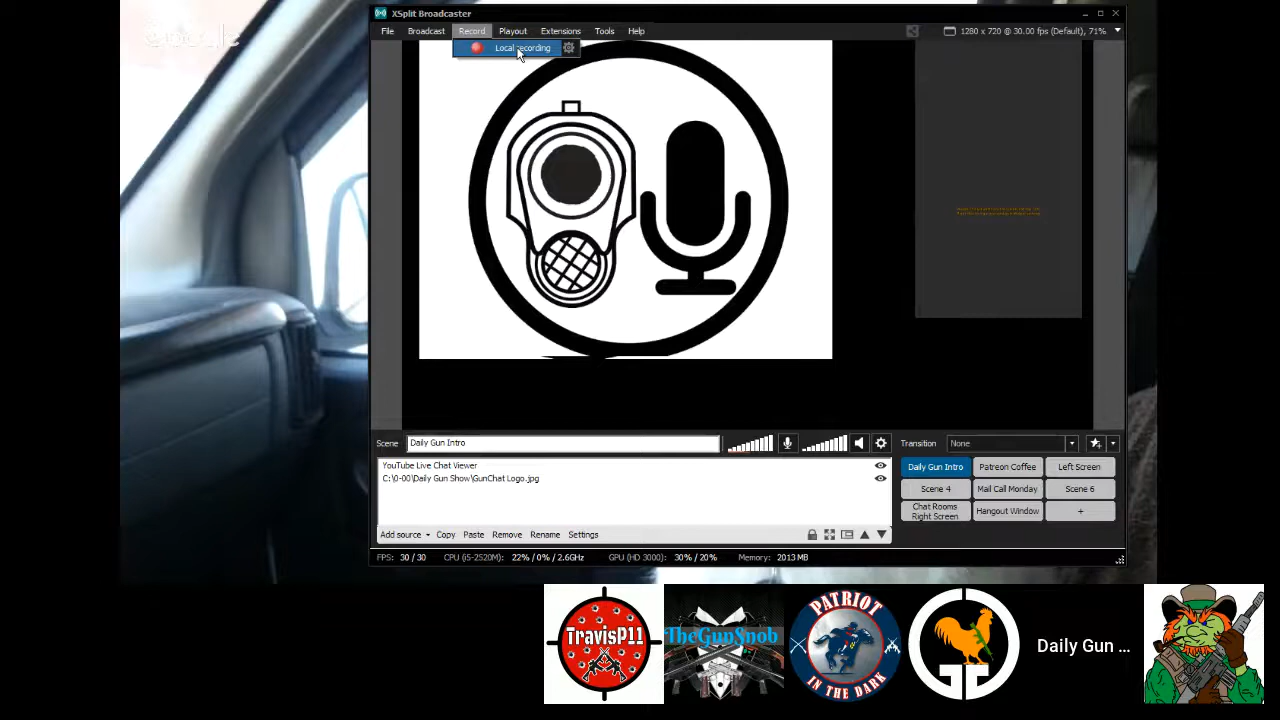 XSplit Broadcaster
File Broadcast Record Playout Extensions Tools Help
1280 x 720 @ 30.00 fps (Default), 71%
Local recording
Scene Daily Gun Intro
Transition None
YouTube Live Chat Viewer
C:\0-00\Daily Gun Show\GunChat Logo.jpg
Daily Gun Intro Patreon Coffee Left Screen
Scene 4 Mail Call Monday Scene 6
Chat Rooms
Right Screen
Hangout Window +
Add source Copy Paste Remove Rename Settings
FPS: 30 / 30 CPU (i5-2520M): 22% / 0% / 2.6GHz GPU (HD 3000): 30% / 20% Memory: 2013 MB
TravisP11
TheGunSnob
PATRIOT
IN THE DARK
GG
Daily Gun ...